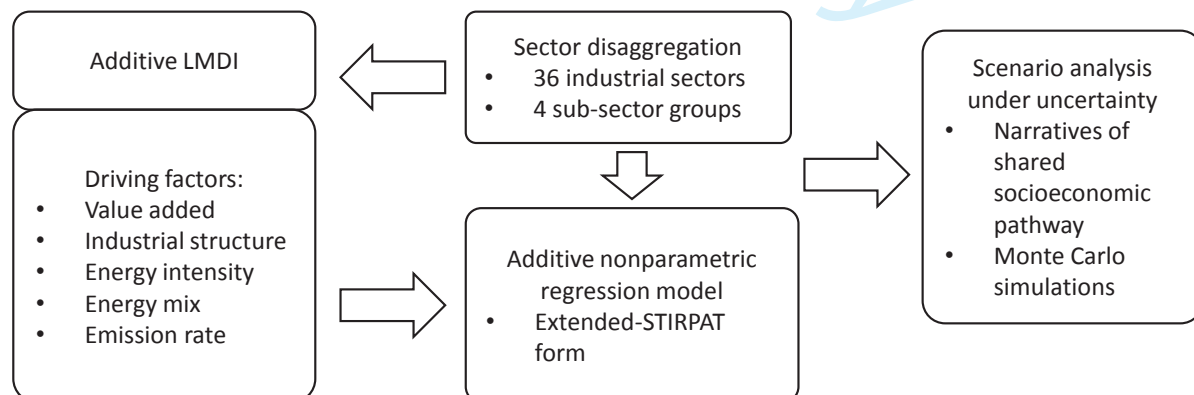 Additive LMDI
Driving factors:
• Value added
• Industrial structure
• Energy intensity
• Energy mix
• Emission rate
Sector disaggregation
• 36 industrial sectors
• 4 sub-sector groups
Additive nonparametric
regression model
• Extended-STIRPAT
form
Scenario analysis
under uncertainty
• Narratives of
shared
socioeconomic
pathway
• Monte Carlo
simulations